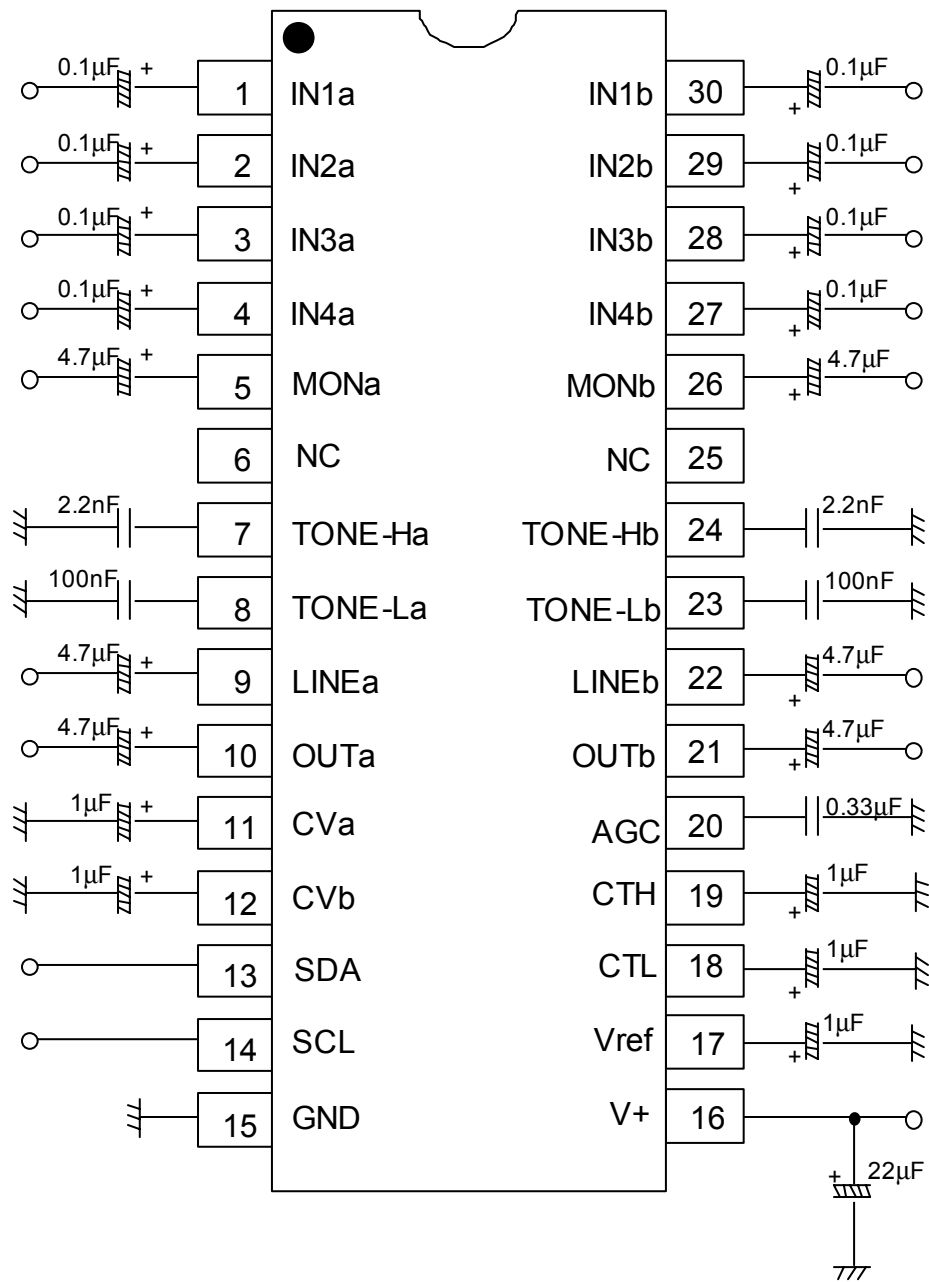 0.1μF + 1 IN1a IN1b 30 + 0.1μF
0.1μF + 2 IN2a IN2b 29 + 0.1μF
0.1μF + 3 IN3a IN3b 28 + 0.1μF
0.1μF + 4 IN4a IN4b 27 + 0.1μF
4.7μF + 5 MONa MONb 26 + 4.7μF
6 NC NC 25
2.2nF 7 TONE-Ha TONE-Hb 24 2.2nF
100nF 8 TONE-La TONE-Lb 23 100nF
4.7μF + 9 LINEa LINEb 22 + 4.7μF
4.7μF + 10 OUTa OUTb 21 + 4.7μF
1μF + 11 CVa AGC 20 0.33μF
1μF + 12 CVb CTH 19 + 1μF
13 SDA CTL 18 + 1μF
14 SCL Vref 17 + 1μF
15 GND V+ 16
+ 22μF